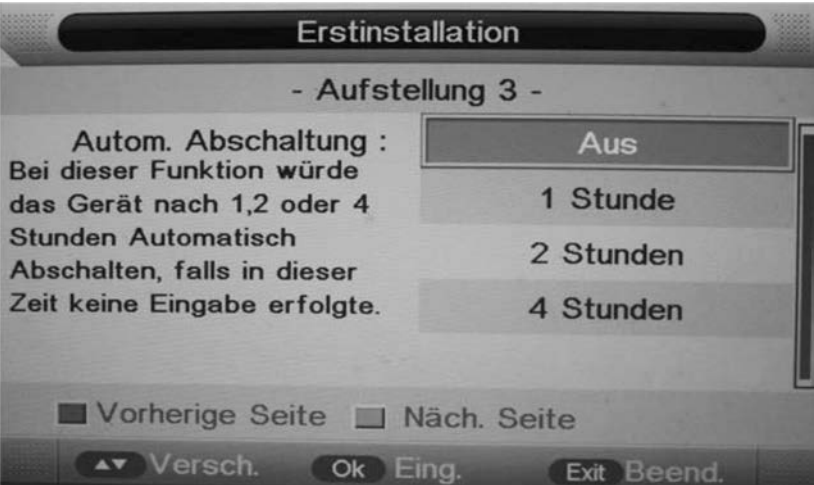 Erstinstallation
- Aufstellung 3 -
Autom. Abschaltung :
Bei dieser Funktion würde
das Gerät nach 1,2 oder 4
Stunden Automatisch
Abschalten, falls in dieser
Zeit keine Eingabe erfolgte.
Aus
1 Stunde
2 Stunden
4 Stunden
Vorherige Seite Näch. Seite
Versch. Ok Eing. Exit Beend.